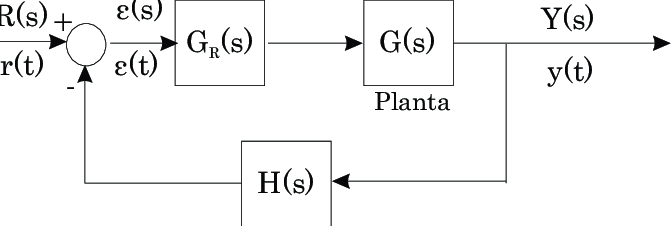 R(s) + ε(s) G_R(s) G(s) Y(s)
r(t) ε(t) y(t)
-
Planta
H(s)